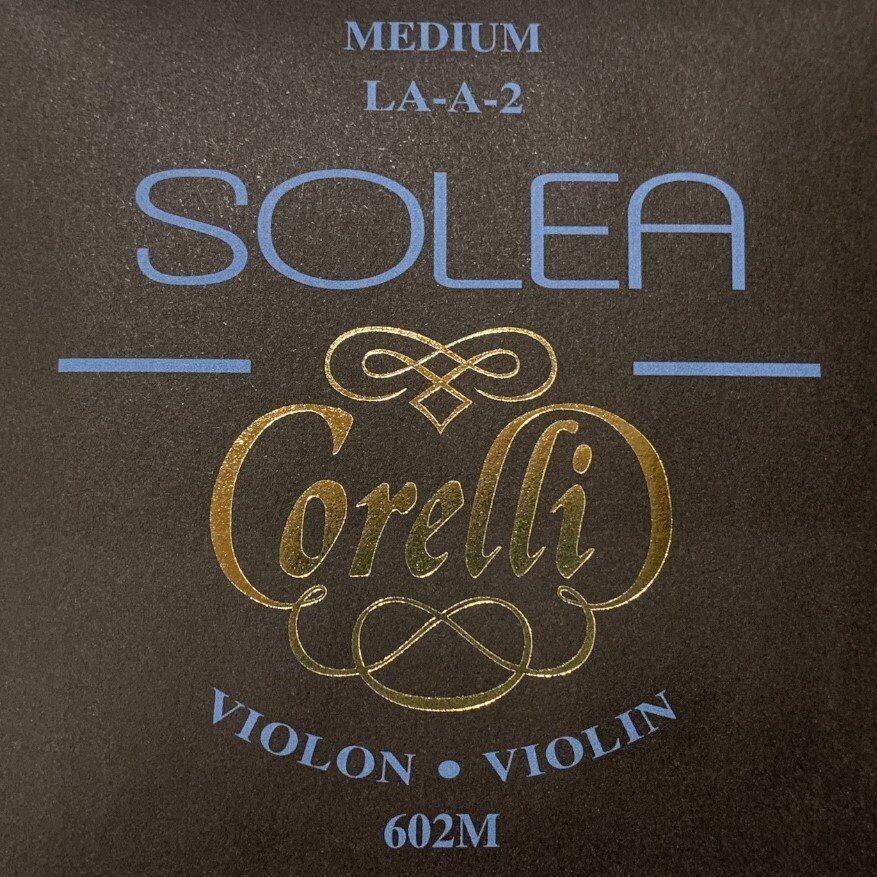 MEDIUM
LA-A-2
SOLEA
Corelli
VIOLON • VIOLIN
602M